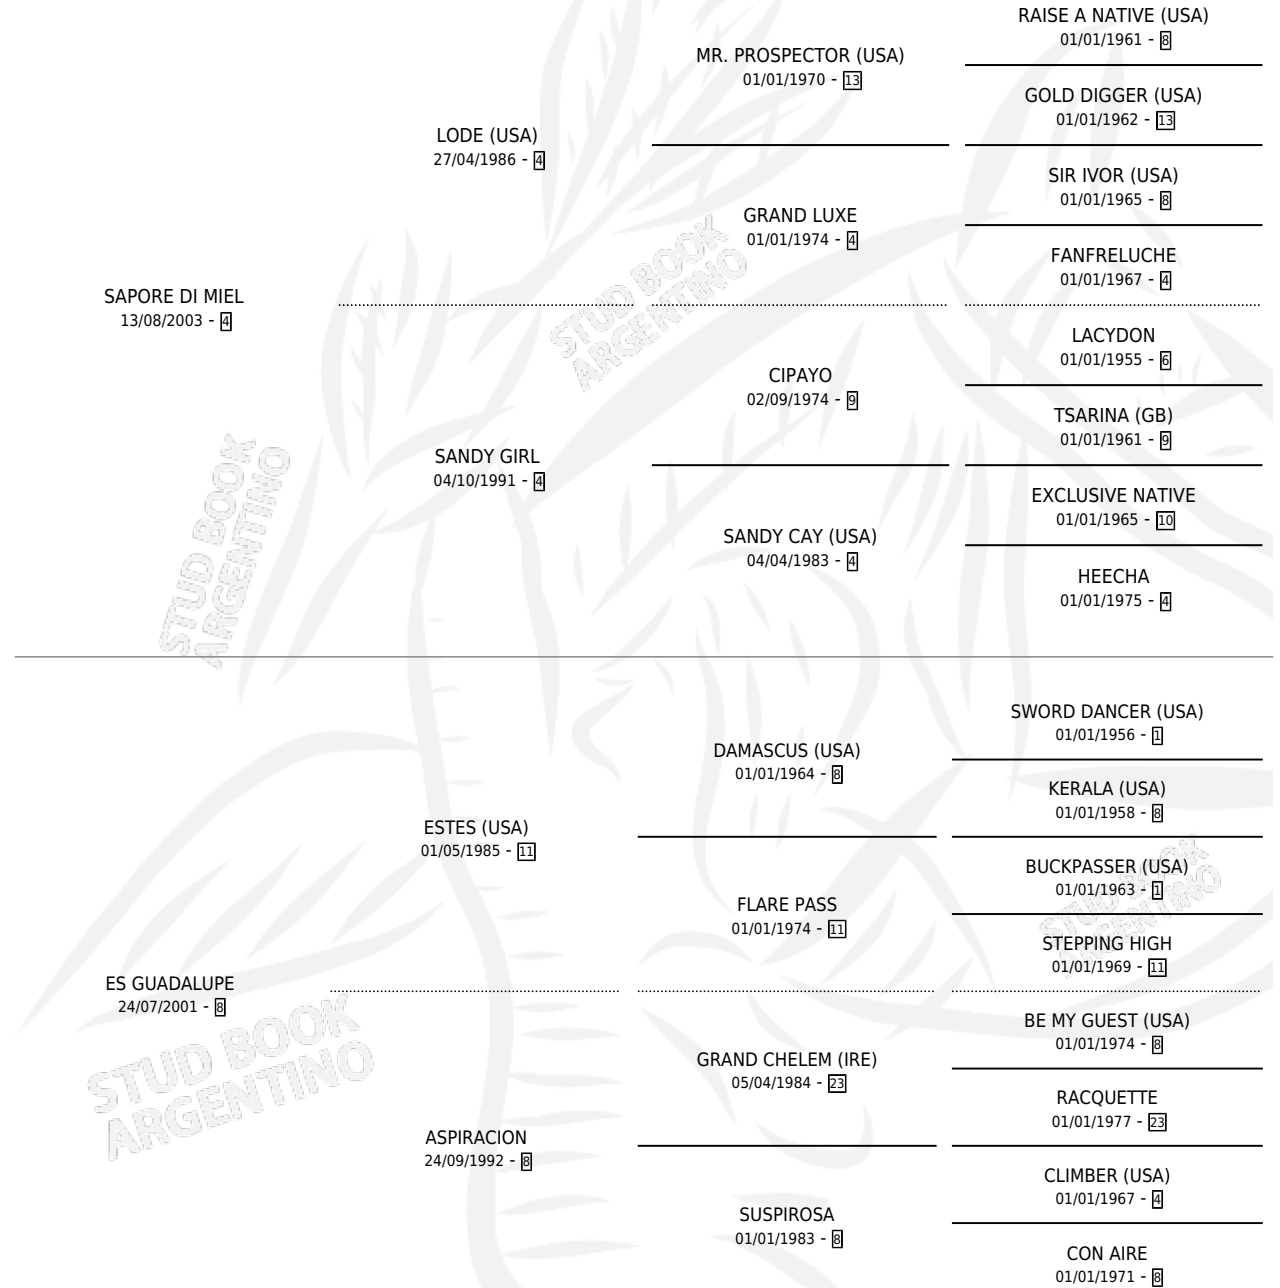 RAISE A NATIVE (USA)
01/01/1961 - 8
MR. PROSPECTOR (USA)
01/01/1970 - 13
GOLD DIGGER (USA)
01/01/1962 - 13
LODE (USA)
27/04/1986 - 4
SIR IVOR (USA)
01/01/1965 - 8
GRAND LUXE
01/01/1974 - 4
FANFRELUCHE
01/01/1967 - 4
SAPORE DI MIEL
13/08/2003 - 4
STUD BOOK
ARGENTINO
LACYDON
01/01/1955 - 6
CIPAYO
02/09/1974 - 9
TSARINA (GB)
01/01/1961 - 9
SANDY GIRL
04/10/1991 - 4
EXCLUSIVE NATIVE
01/01/1965 - 10
SANDY CAY (USA)
04/04/1983 - 4
HEECHA
01/01/1975 - 4
STUD BOOK
ARGENTINO
SWORD DANCER (USA)
01/01/1956 - 1
DAMASCUS (USA)
01/01/1964 - 8
KERALA (USA)
01/01/1958 - 8
ESTES (USA)
01/05/1985 - 11
BUCKPASSER (USA)
01/01/1963 - 1
FLARE PASS
01/01/1974 - 11
STEPPING HIGH
01/01/1969 - 11
STUD BOOK
ARGENTINO
ES GUADALUPE
24/07/2001 - 8
BE MY GUEST (USA)
01/01/1974 - 8
GRAND CHELEM (IRE)
05/04/1984 - 23
RACQUETTE
01/01/1977 - 23
STUD BOOK
ARGENTINO
ASPIRACION
24/09/1992 - 8
CLIMBER (USA)
01/01/1967 - 4
SUSPIROSA
01/01/1983 - 8
CON AIRE
01/01/1971 - 8